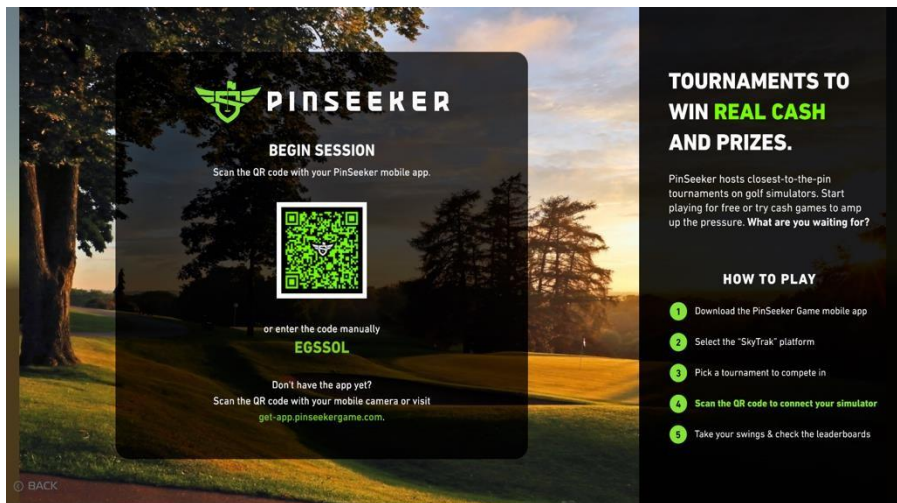 PINSEEKER
BEGIN SESSION
Scan the QR code with your PinSeeker mobile app.
or enter the code manually
EGSSOL
Don't have the app yet?
Scan the QR code with your mobile camera or visit
get-app.pinseekergame.com.
BACK
TOURNAMENTS TO
WIN REAL CASH
AND PRIZES.
PinSeeker hosts closest-to-the-pin
tournaments on golf simulators. Start
playing for free or try cash games to amp
up the pressure. What are you waiting for?
HOW TO PLAY
1 Download the PinSeeker Game mobile app
2 Select the "SkyTrak" platform
3 Pick a tournament to compete in
4 Scan the QR code to connect your simulator
5 Take your swings & check the leaderboards